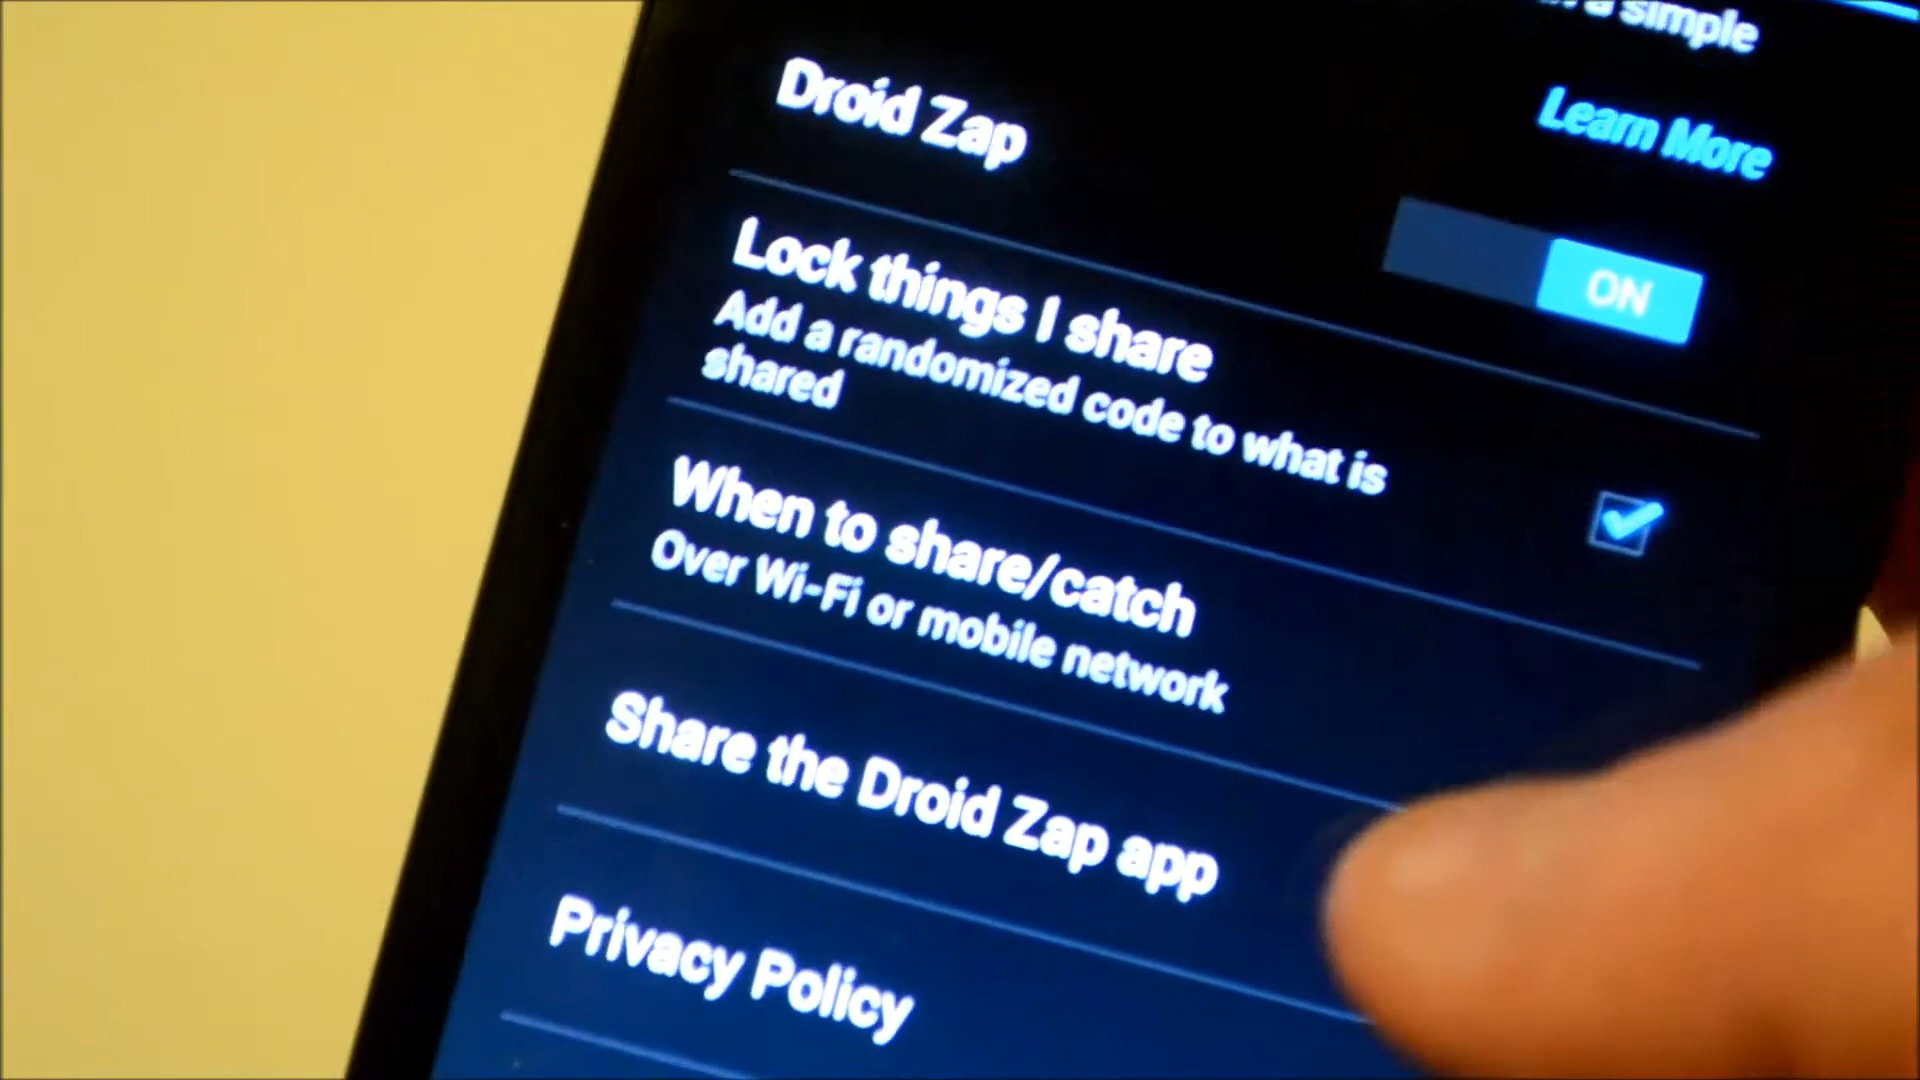 a simple
Learn More
Droid Zap
ON
Lock things I share
Add a randomized code to what is
shared
When to share/catch
Over Wi-Fi or mobile network
Share the Droid Zap app
Privacy Policy